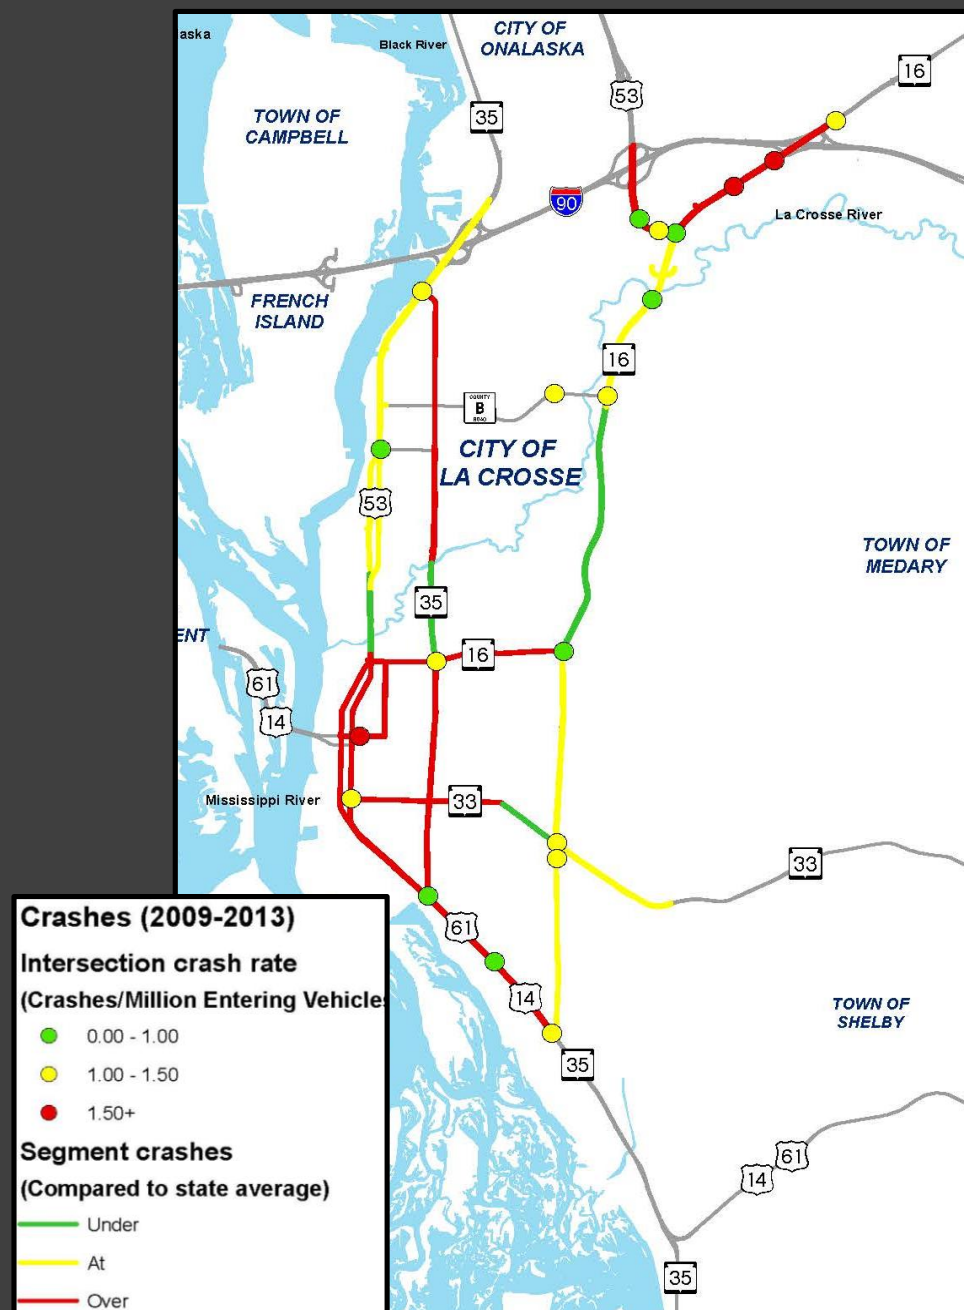 aska
Black River
CITY OF
ONALASKA
16
53
35
TOWN OF
CAMPBELL
90
La Crosse River
FRENCH
ISLAND
16
COUNTY
B
ROAD
CITY OF
LA CROSSE
53
TOWN OF
MEDARY
35
ENT
16
61
14
Mississippi River
33
33
61
14
TOWN OF
SHELBY
35
61
14
35
Crashes (2009-2013)
Intersection crash rate
(Crashes/Million Entering Vehicles
0.00 - 1.00
1.00 - 1.50
1.50+
Segment crashes
(Compared to state average)
Under
At
Over